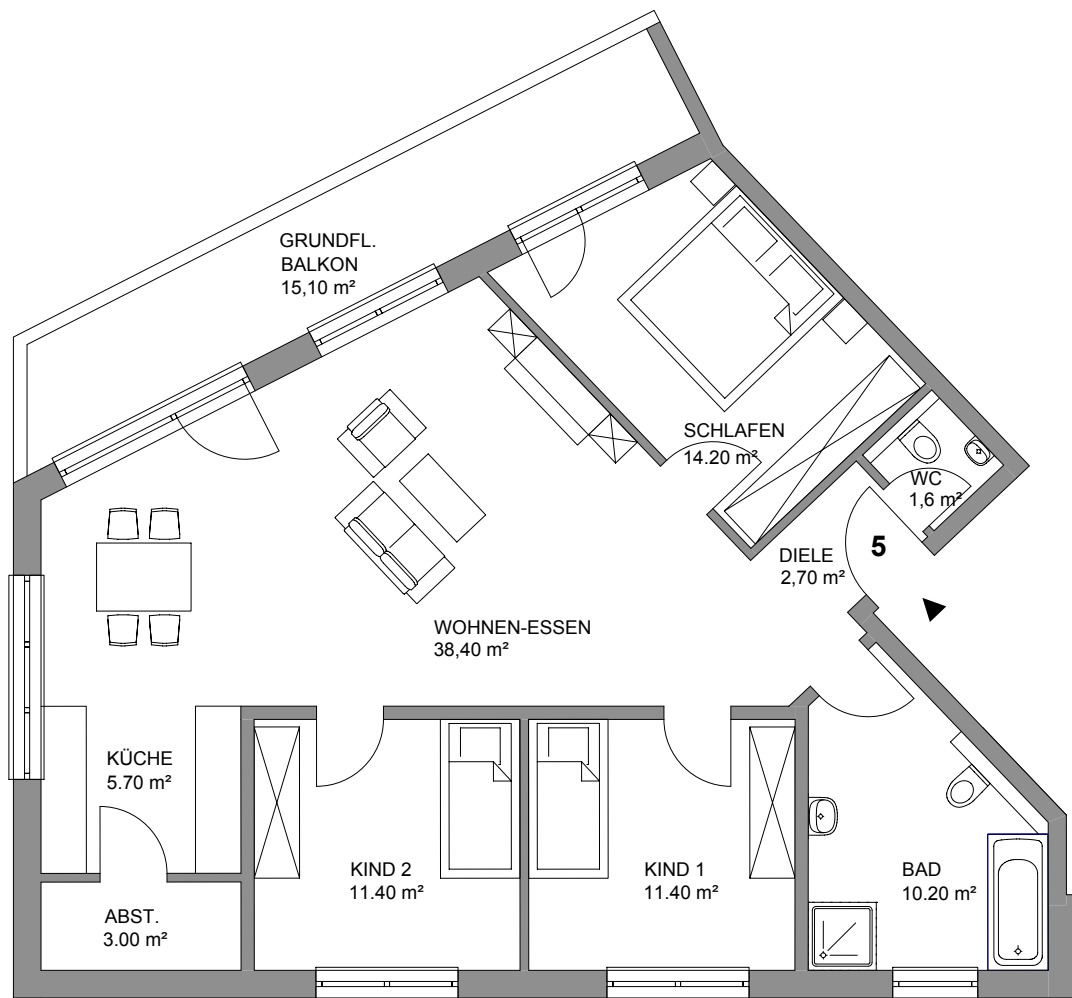 GRUNDFL.
BALKON
15,10 m²
SCHLAFEN
14.20 m²
WC
1,6 m²
5
DIELE
2,70 m²
WOHNEN-ESSEN
38,40 m²
KÜCHE
5.70 m²
KIND 2
11.40 m²
KIND 1
11.40 m²
BAD
10.20 m²
ABST.
3.00 m²